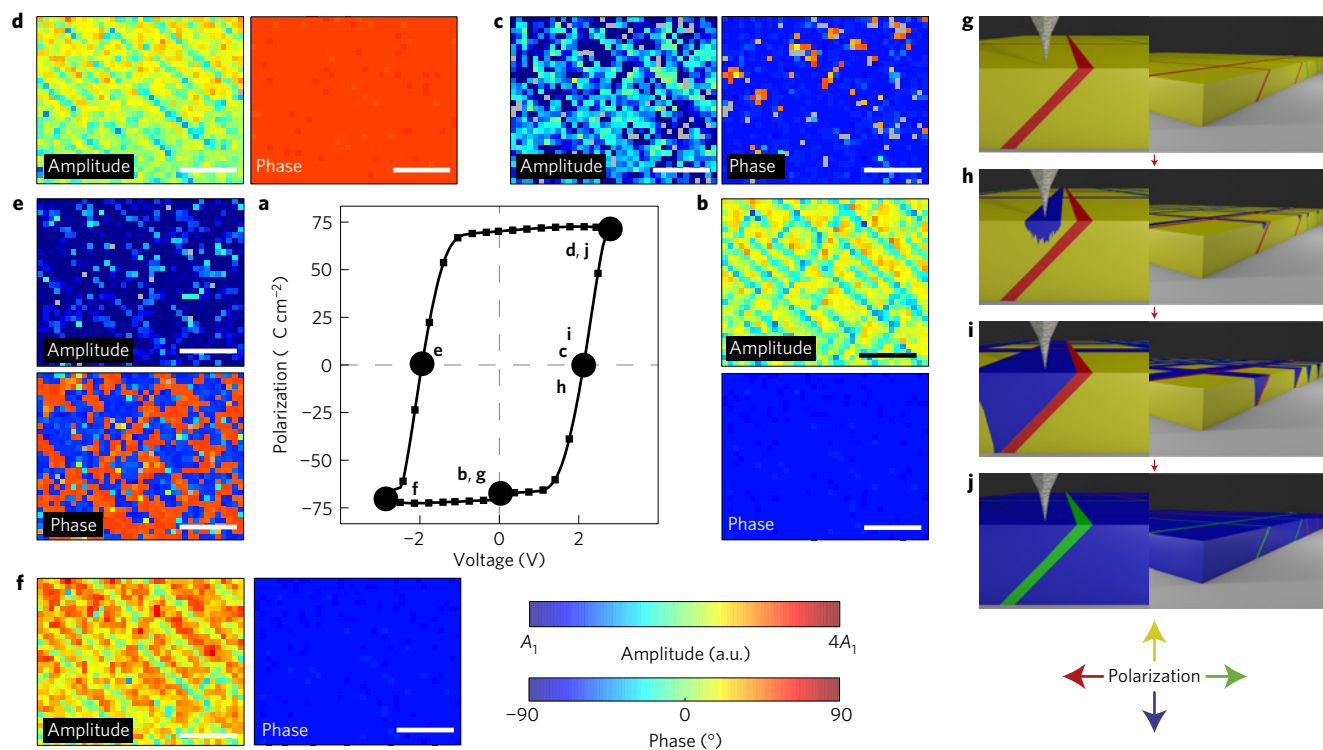 d
Amplitude
Phase
c
Amplitude
Phase
e
Amplitude
Phase
a
75
50
25
0
−25
−50
−75
Polarization ( C cm−2)
−2
0
2
Voltage (V)
d, j
i
c
h
e
b, g
f
b
Amplitude
Phase
f
Amplitude
Phase
A1
4A1
Amplitude (a.u.)
−90
0
90
Phase (°)
g
h
i
j
Polarization